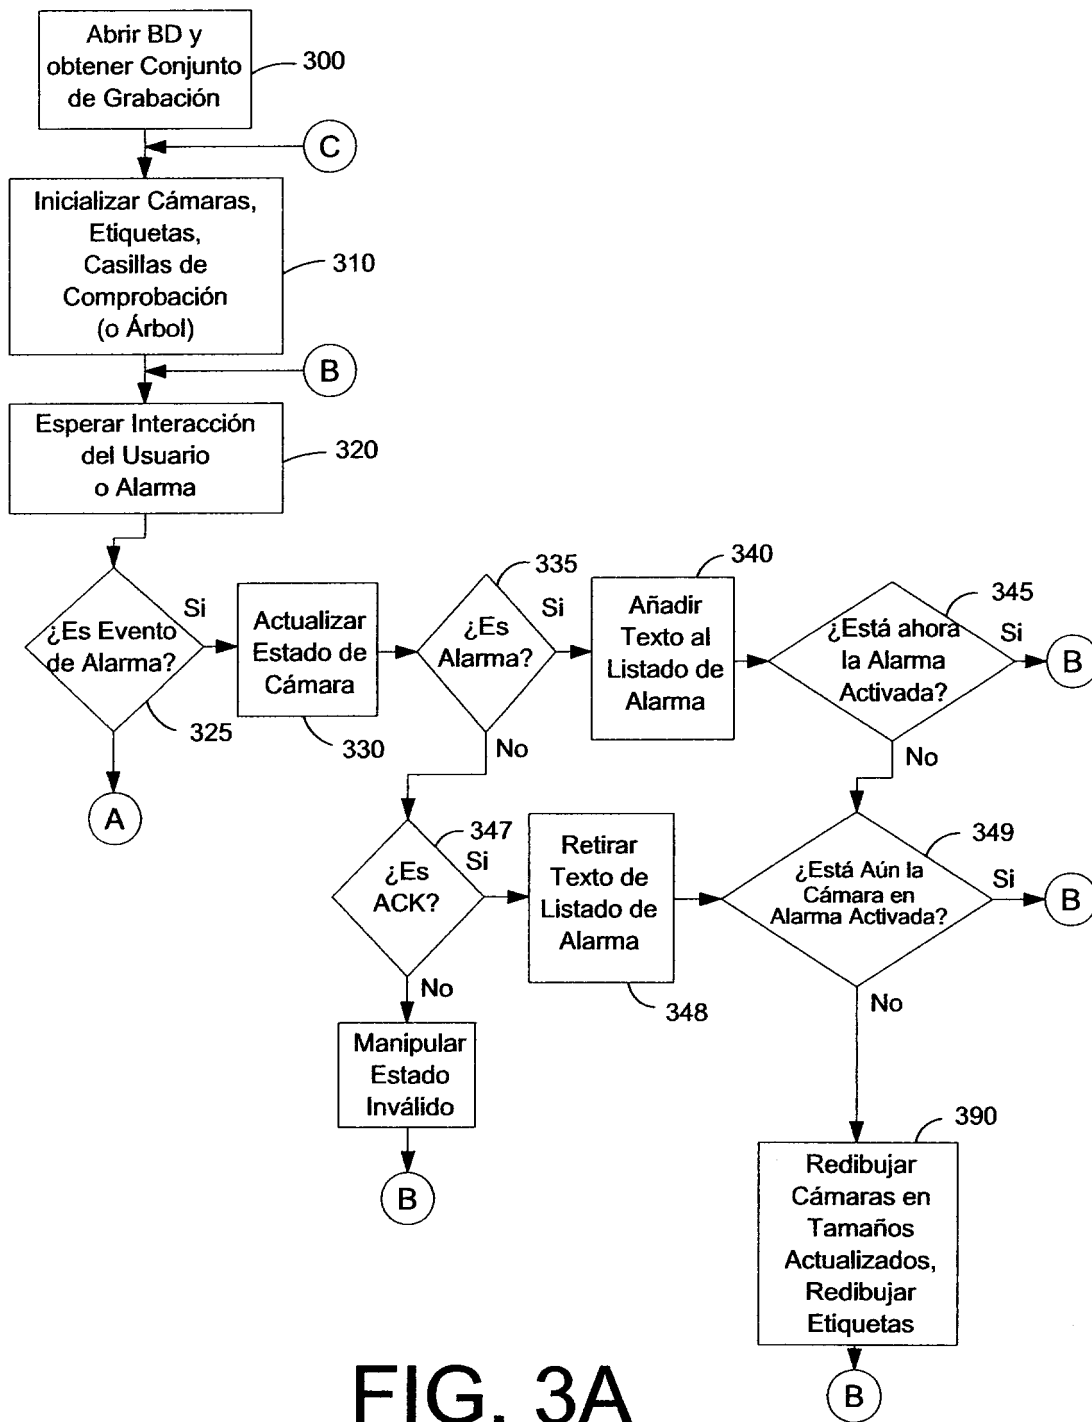 Abrir BD y
obtener Conjunto
de Grabación
300
C
Inicializar Cámaras,
Etiquetas,
Casillas de
Comprobación
(o Árbol)
310
B
Esperar Interacción
del Usuario
o Alarma
320
¿Es Evento
de Alarma?
Si
325
A
Actualizar
Estado de
Cámara
330
¿Es
Alarma?
335
Si
No
Añadir
Texto al
Listado de
Alarma
340
¿Está ahora
la Alarma
Activada?
345
Si
B
No
¿Es
ACK?
347
Si
No
Retirar
Texto de
Listado de
Alarma
348
¿Está Aún la
Cámara en
Alarma Activada?
349
Si
B
No
Manipular
Estado
Inválido
B
Redibujar
Cámaras en
Tamaños
Actualizados,
Redibujar
Etiquetas
390
B
FIG. 3A